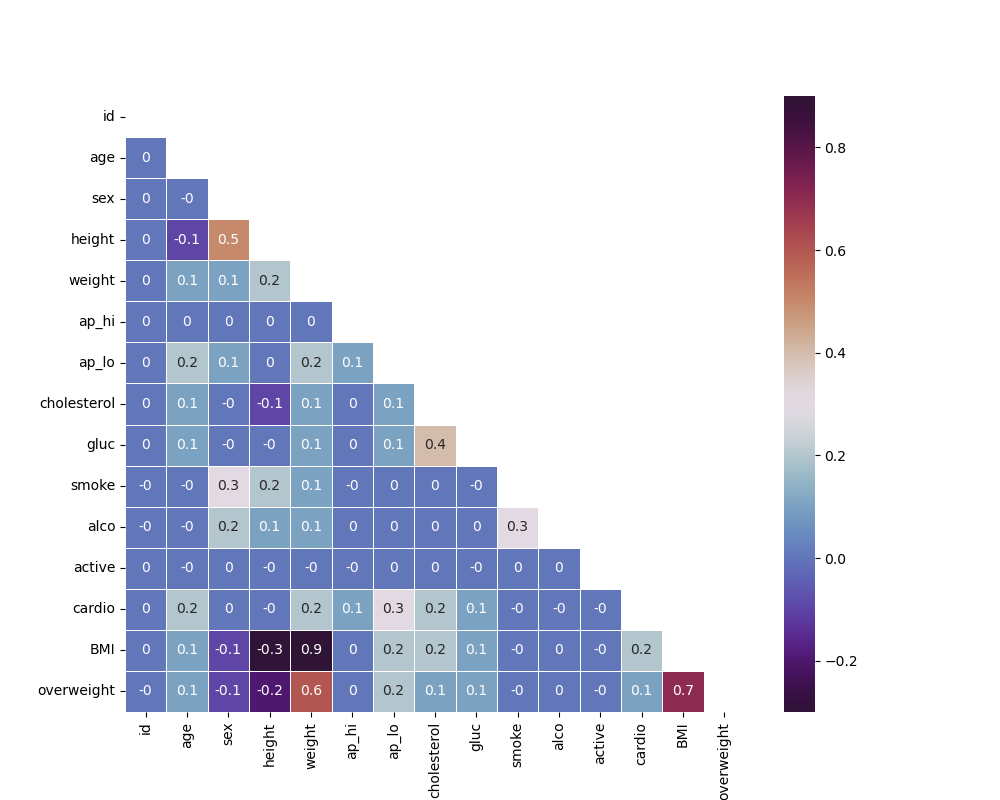 id
age 0
sex 0 -0
height 0 -0.1 0.5
weight 0 0.1 0.1 0.2
ap_hi 0 0 0 0 0
ap_lo 0 0.2 0.1 0 0.2 0.1
cholesterol 0 0.1 -0 -0.1 0.1 0 0.1
gluc 0 0.1 -0 -0 0.1 0 0.1 0.4
smoke -0 -0 0.3 0.2 0.1 -0 0 0 -0
alco -0 -0 0.2 0.1 0.1 0 0 0 0 0.3
active 0 -0 0 -0 -0 -0 0 0 -0 0 0
cardio 0 0.2 0 -0 0.2 0.1 0.3 0.2 0.1 -0 -0 -0
BMI 0 0.1 -0.1 -0.3 0.9 0 0.2 0.2 0.1 -0 0 -0 0.2
overweight -0 0.1 -0.1 -0.2 0.6 0 0.2 0.1 0.1 -0 0 -0 0.1 0.7
id age sex height weight ap_hi ap_lo cholesterol gluc smoke alco active cardio BMI overweight
0.8
0.6
0.4
0.2
0.0
−0.2